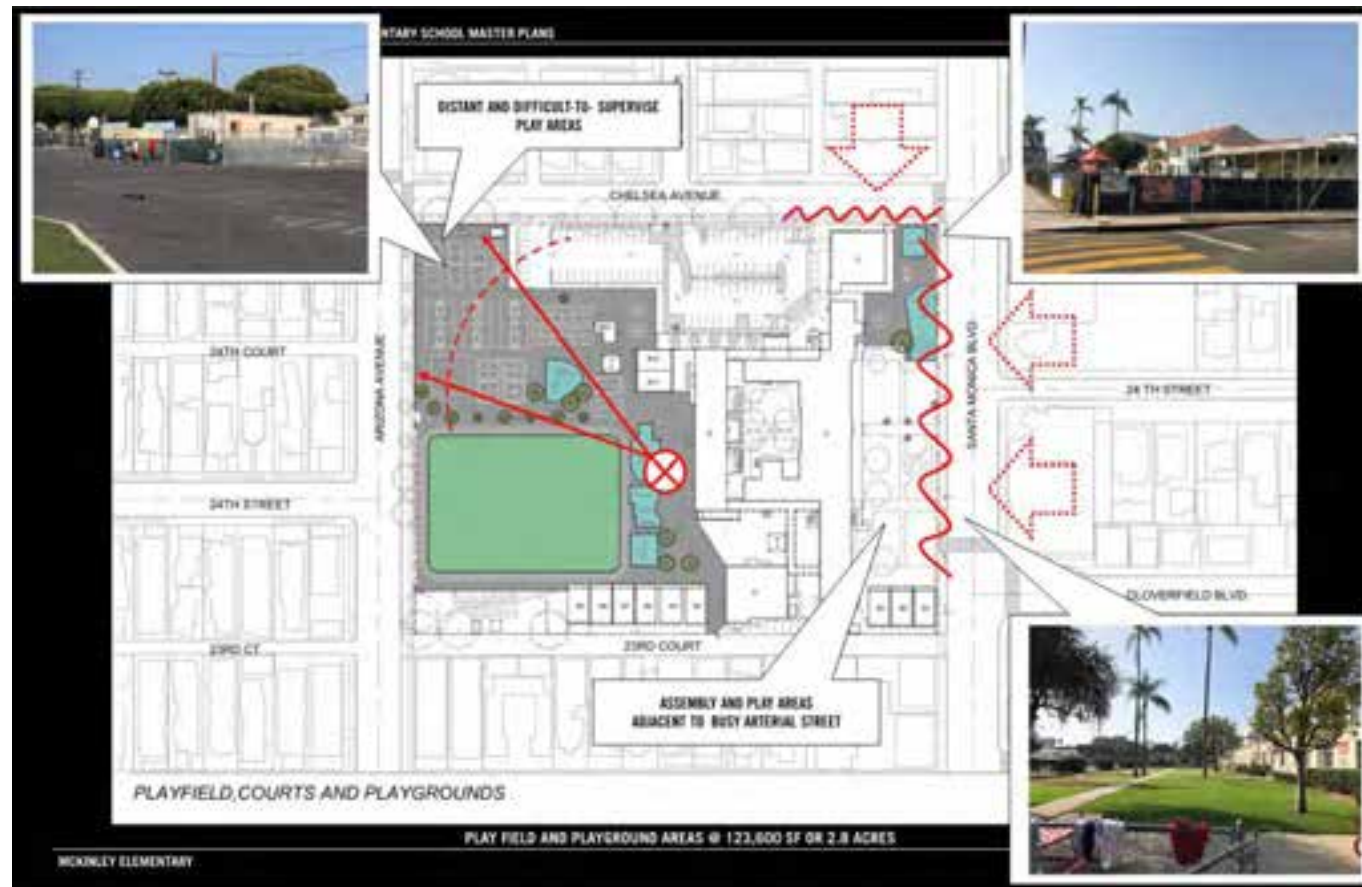 NTARY SCHOOL MASTER PLANS
DISTANT AND DIFFICULT-TO- SUPERVISE
PLAY AREAS
CHELSEA AVENUE
26TH COURT
ARIZONA AVENUE
SANTA MONICA BLVD
24 TH STREET
24TH STREET
CLOVERFIELD BLVD.
23RD CT
23RD COURT
ASSEMBLY AND PLAY AREAS
ADJACENT TO BUSY ARTERIAL STREET
PLAYFIELD,COURTS AND PLAYGROUNDS
PLAY FIELD AND PLAYGROUND AREAS @ 123,600 SF OR 2.8 ACRES
MCKINLEY ELEMENTARY